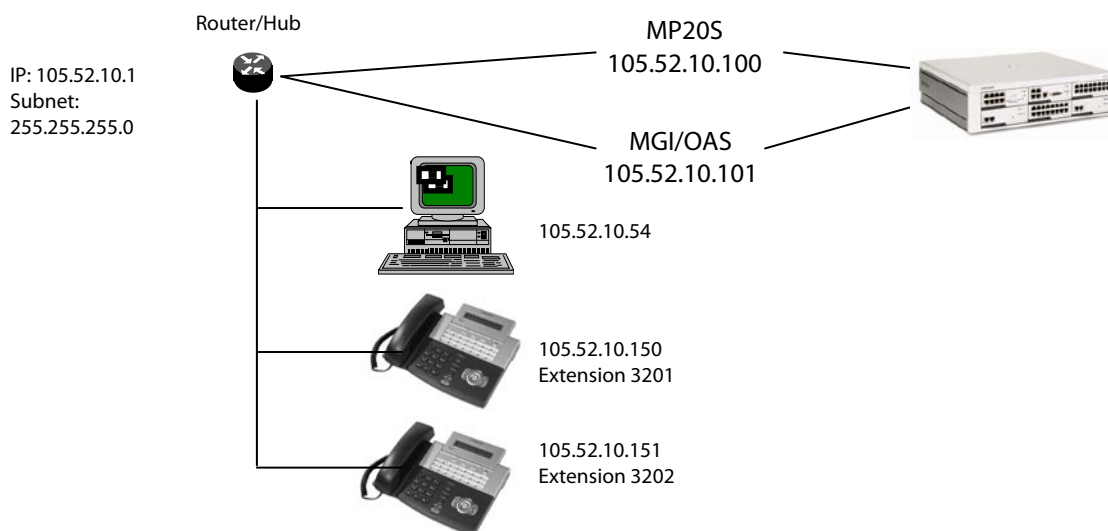 Router/Hub
IP: 105.52.10.1
Subnet:
255.255.255.0
MP20S
105.52.10.100
MGI/OAS
105.52.10.101
105.52.10.54
105.52.10.150
Extension 3201
105.52.10.151
Extension 3202